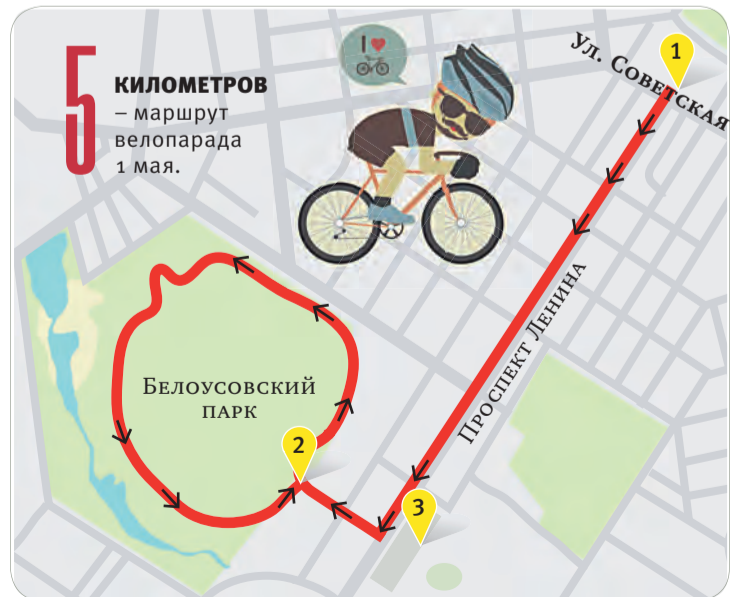 5
КИЛОМЕТРОВ
– маршрут
велопарада
1 мая.
I
Ул. Советская
1
Проспект Ленина
Белоусовский
парк
2
3